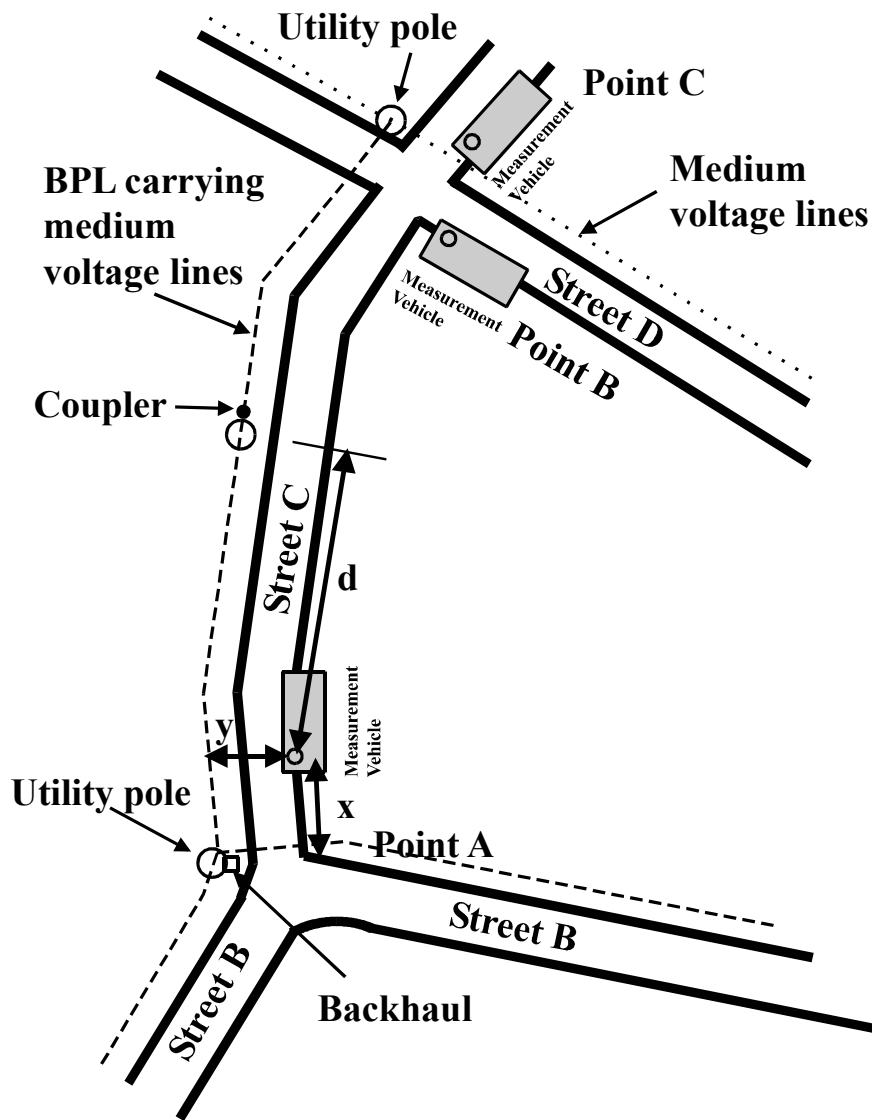 Utility pole
Point C
Measurement
Vehicle
BPL carrying
medium
voltage lines
Medium
voltage lines
Measurement
Vehicle
Street D
Point B
Coupler
Street C
d
y
Measurement
Vehicle
Utility pole
x
Point A
Street B
Street B
Backhaul